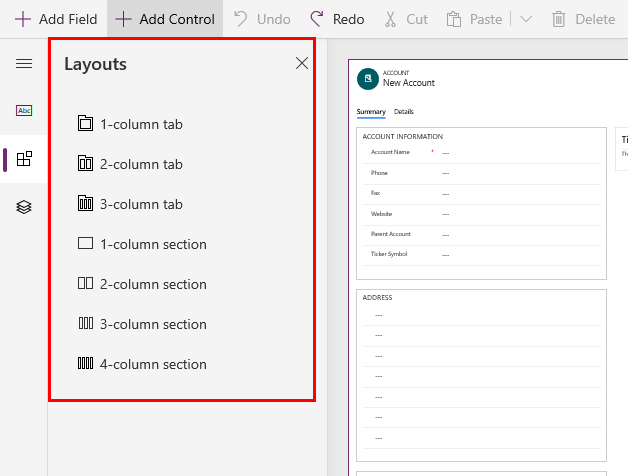 Add Field Add Control Undo Redo Cut Paste Delete
Layouts
Abc
1-column tab
2-column tab
3-column tab
1-column section
2-column section
3-column section
4-column section
ACCOUNT
New Account
Summary Details
ACCOUNT INFORMATION
Account Name * ---
Phone ---
Fax ---
Website ---
Parent Account ---
Ticker Symbol ---
ADDRESS
---
---
---
---
---
---
---